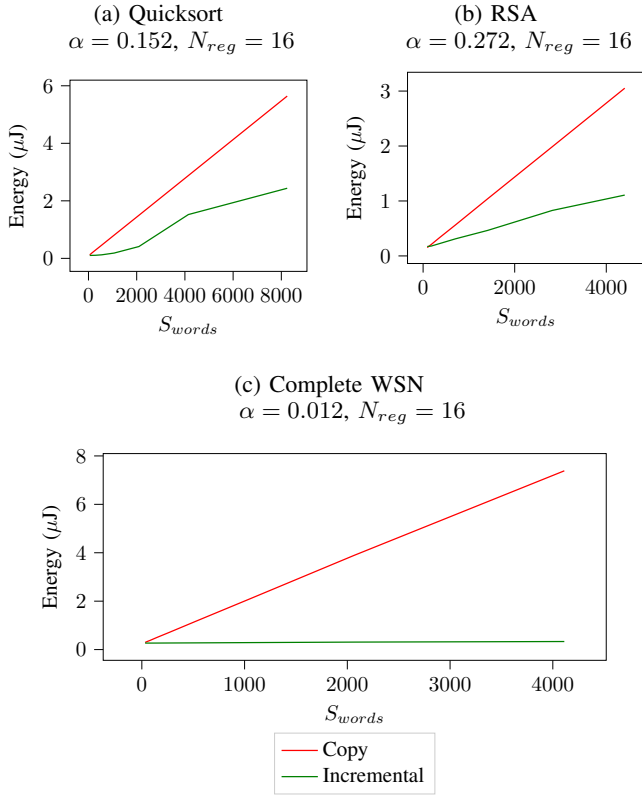 (a) Quicksort
α = 0.152, N_reg = 16
6
4
2
0
Energy (μJ)
0 2000 4000 6000 8000
S_words
(b) RSA
α = 0.272, N_reg = 16
3
2
1
0
Energy (μJ)
0 2000 4000
S_words
(c) Complete WSN
α = 0.012, N_reg = 16
8
6
4
2
0
Energy (μJ)
0 1000 2000 3000 4000
S_words
Copy
Incremental